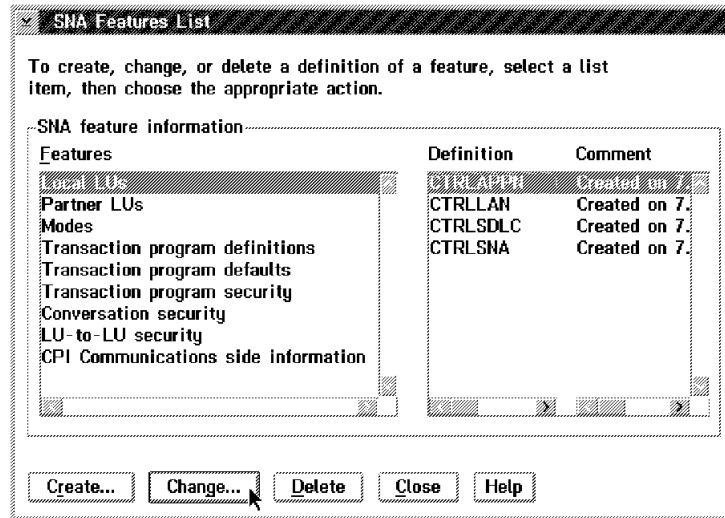 SNA Features List
To create, change, or delete a definition of a feature, select a list
item, then choose the appropriate action.
SNA feature information
Features Definition Comment
Local LUs CTRLAPPN Created on 7.
Partner LUs CTRLLAN Created on 7.
Modes CTRLSDLC Created on 7.
Transaction program definitions CTRLSNA Created on 7.
Transaction program defaults
Transaction program security
Conversation security
LU-to-LU security
CPI Communications side information
Create... Change... Delete Close Help